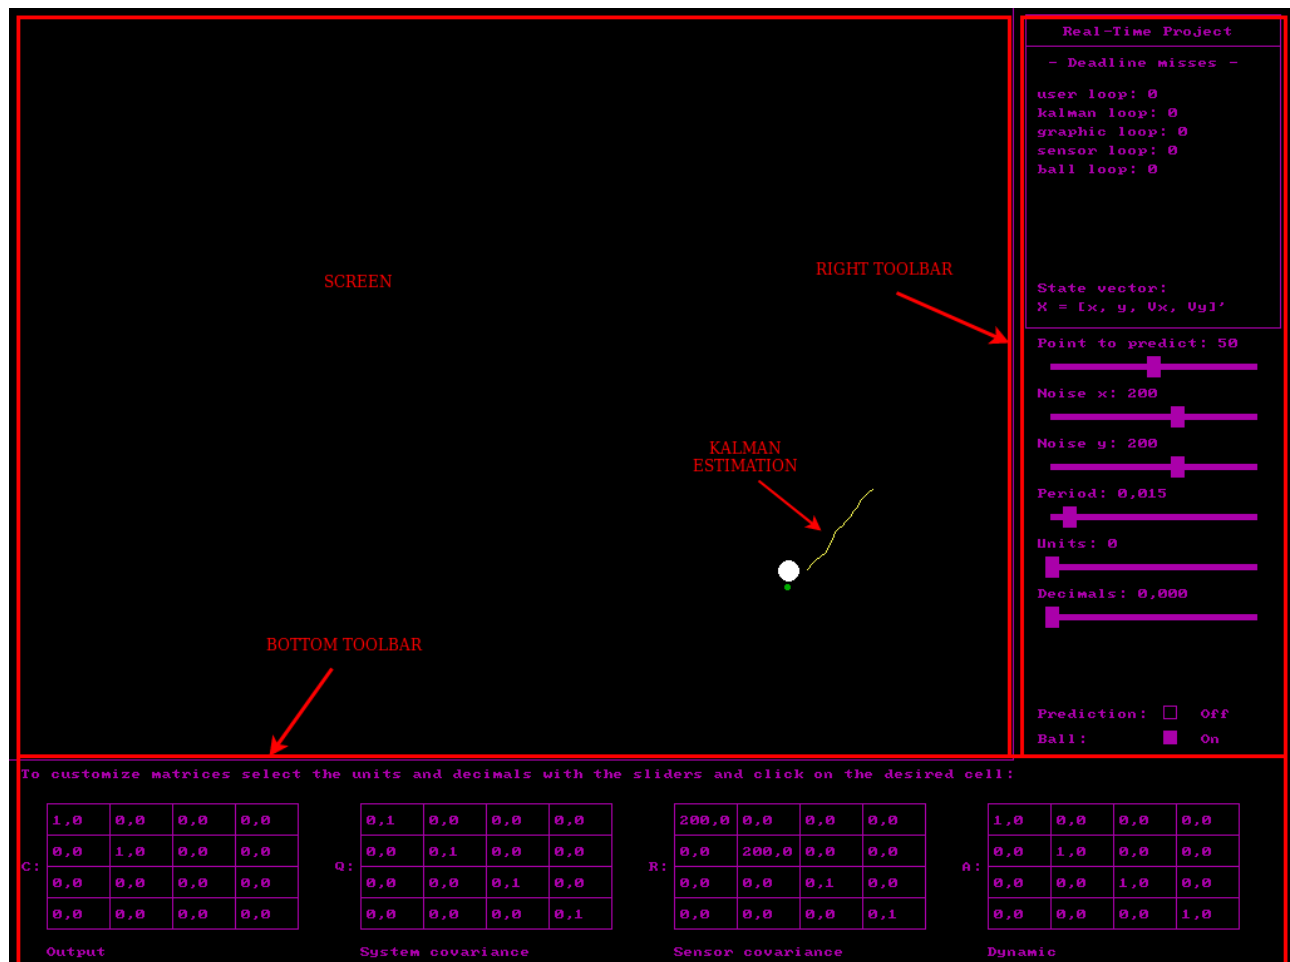 Real-Time Project
- Deadline misses -
user loop: 0
kalman loop: 0
graphic loop: 0
sensor loop: 0
ball loop: 0
State vector:
X = [x, y, Vx, Vy]'
Point to predict: 50
Noise x: 200
Noise y: 200
Period: 0,015
Units: 0
Decimals: 0,000
Prediction: Off
Ball: On
SCREEN
RIGHT TOOLBAR
KALMAN
ESTIMATION
BOTTOM TOOLBAR
To customize matrices select the units and decimals with the sliders and click on the desired cell:
C:
1,0 0,0 0,0 0,0
0,0 1,0 0,0 0,0
0,0 0,0 0,0 0,0
0,0 0,0 0,0 0,0
Output
Q:
0,1 0,0 0,0 0,0
0,0 0,1 0,0 0,0
0,0 0,0 0,1 0,0
0,0 0,0 0,0 0,1
System covariance
R:
200,0 0,0 0,0 0,0
0,0 200,0 0,0 0,0
0,0 0,0 0,1 0,0
0,0 0,0 0,0 0,1
Sensor covariance
A:
1,0 0,0 0,0 0,0
0,0 1,0 0,0 0,0
0,0 0,0 1,0 0,0
0,0 0,0 0,0 1,0
Dynamic